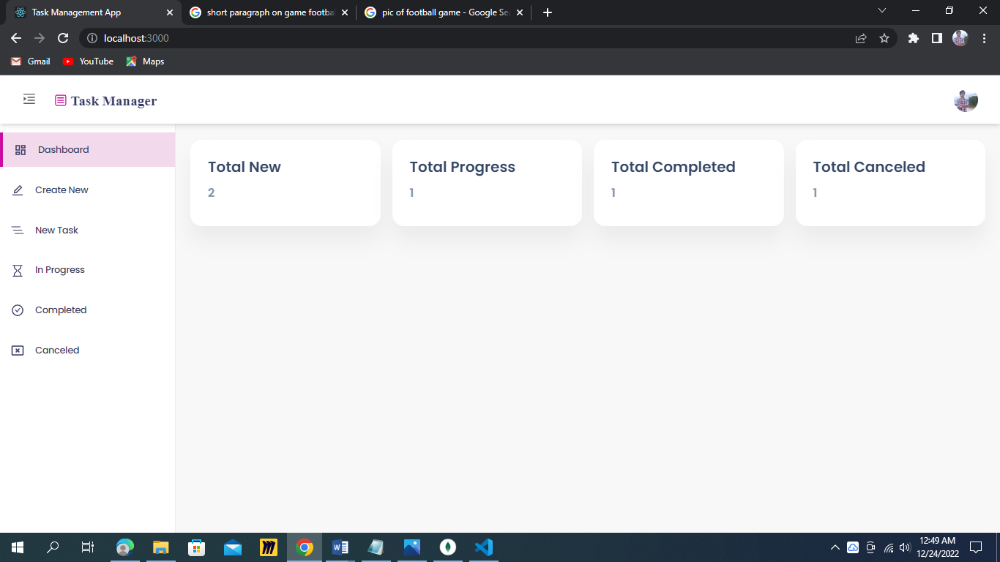 Task Management App
short paragraph on game footba
pic of football game - Google Se
localhost:3000
Gmail
YouTube
Maps
Task Manager
Dashboard
Create New
New Task
In Progress
Completed
Canceled
Total New
2
Total Progress
1
Total Completed
1
Total Canceled
1
12:49 AM
12/24/2022